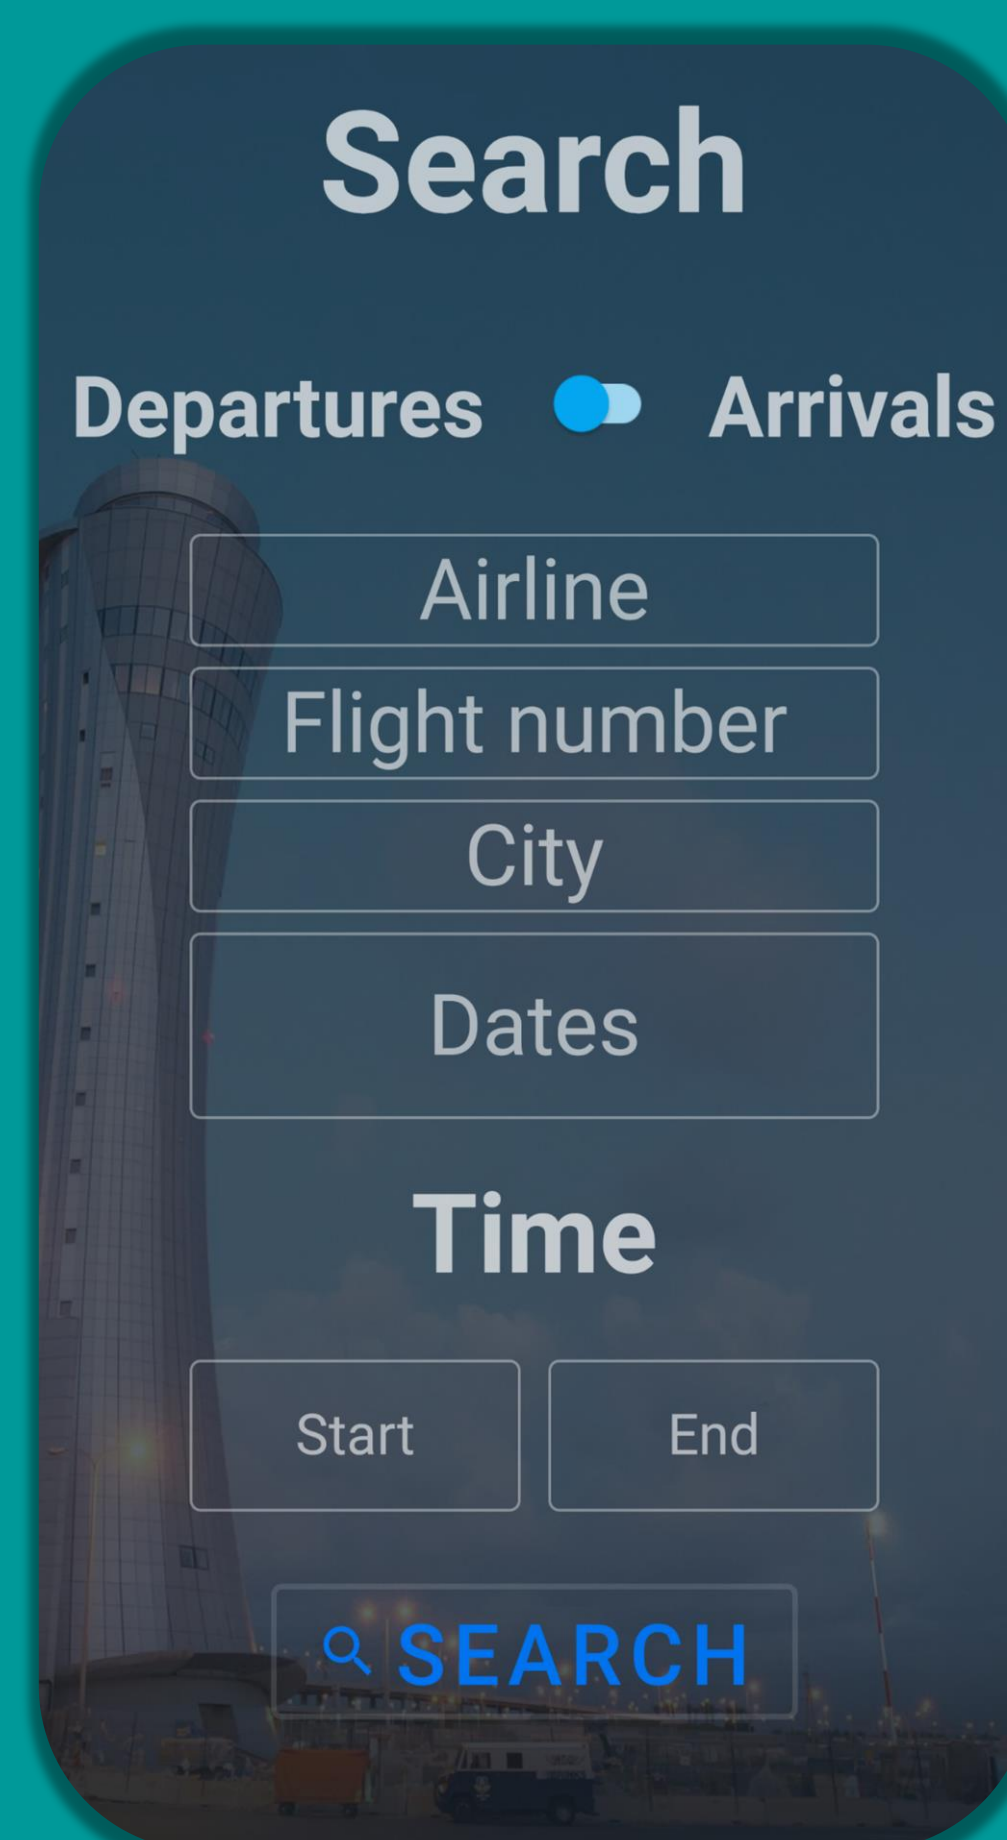 Search
Departures Arrivals
Airline
Flight number
City
Dates
Time
Start End
SEARCH